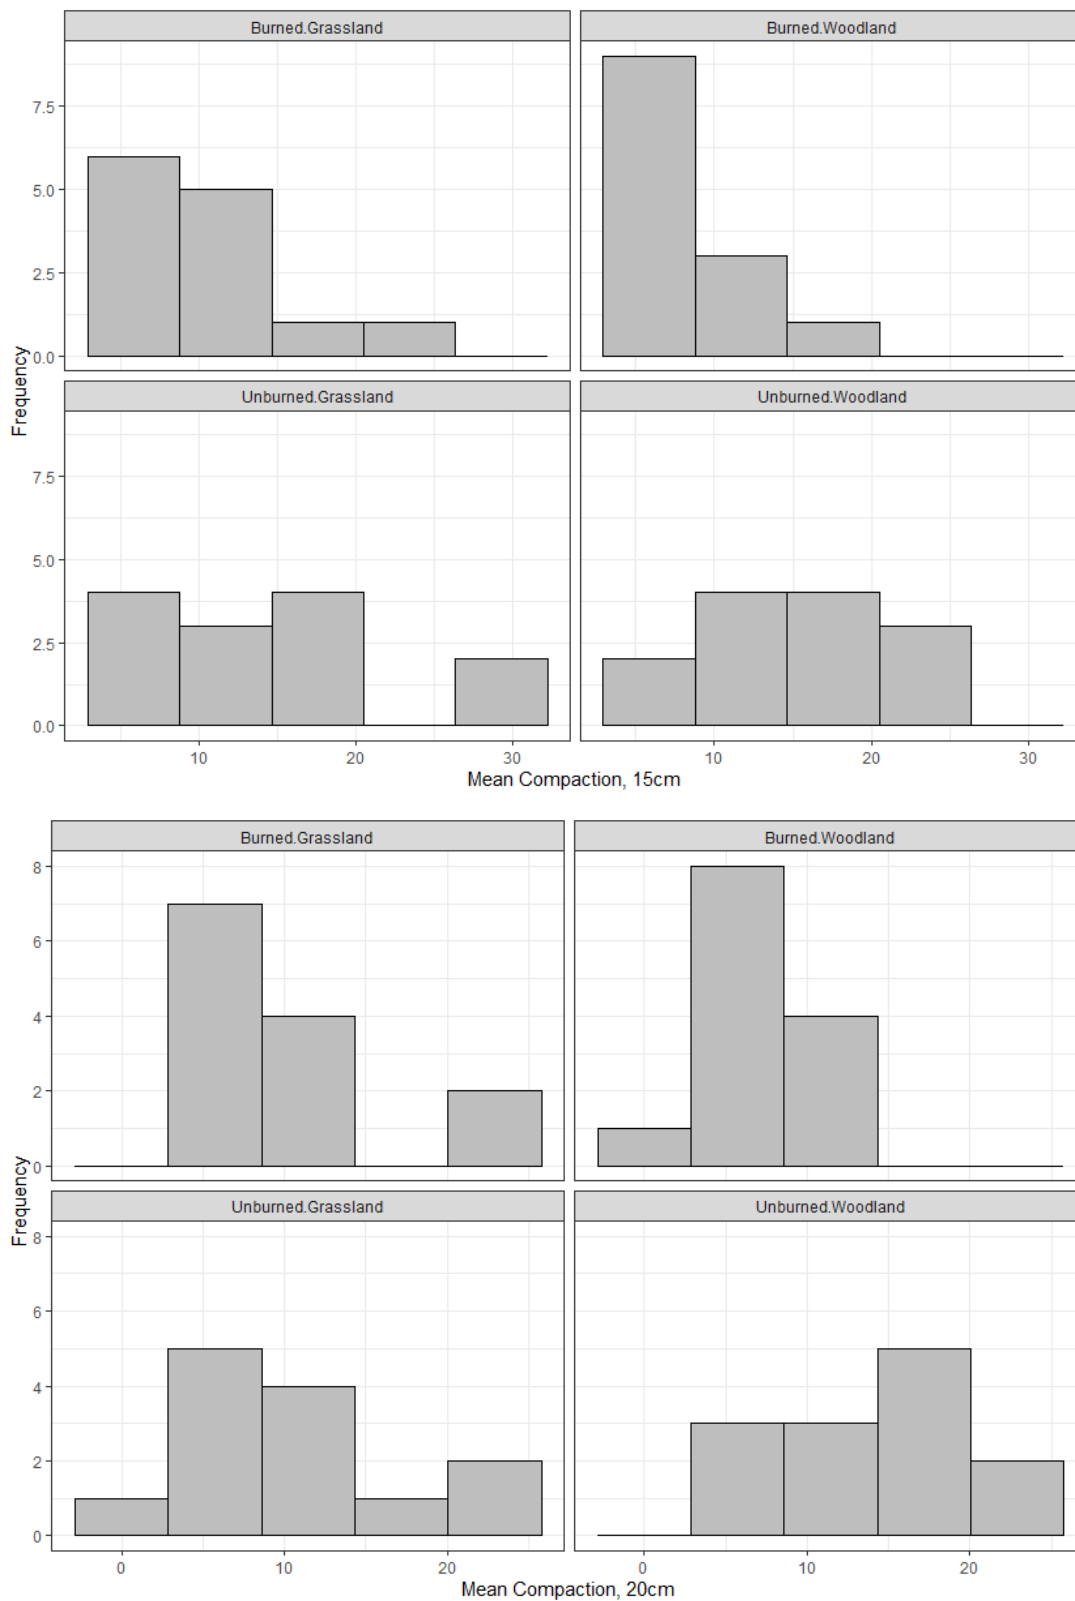 Burned.Grassland Burned.Woodland
7.5
5.0
2.5
0.0
Frequency
Unburned.Grassland Unburned.Woodland
7.5
5.0
2.5
0.0
10 20 30 10 20 30
Mean Compaction, 15cm
Burned.Grassland Burned.Woodland
8
6
4
2
0
Frequency
Unburned.Grassland Unburned.Woodland
8
6
4
2
0
0 10 20 0 10 20
Mean Compaction, 20cm